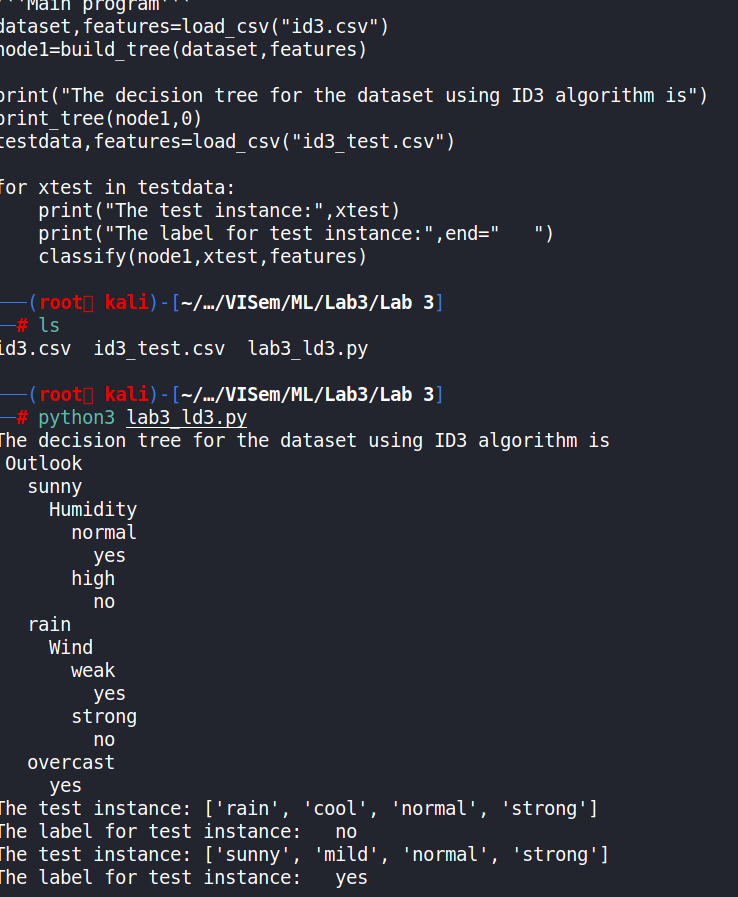 '''Main program'''
dataset,features=load_csv("id3.csv")
node1=build_tree(dataset,features)
print("The decision tree for the dataset using ID3 algorithm is")
print_tree(node1,0)
testdata,features=load_csv("id3_test.csv")
for xtest in testdata:
    print("The test instance:",xtest)
    print("The label for test instance:",end="   ")
    classify(node1,xtest,features)
──(root kali)-[~/…/VISem/ML/Lab3/Lab 3]
─# ls
id3.csv  id3_test.csv  lab3_ld3.py
──(root kali)-[~/…/VISem/ML/Lab3/Lab 3]
─# python3 lab3_ld3.py
The decision tree for the dataset using ID3 algorithm is
 Outlook
   sunny
     Humidity
       normal
         yes
       high
         no
   rain
     Wind
       weak
         yes
       strong
         no
   overcast
     yes
The test instance: ['rain', 'cool', 'normal', 'strong']
The label for test instance:   no
The test instance: ['sunny', 'mild', 'normal', 'strong']
The label for test instance:   yes